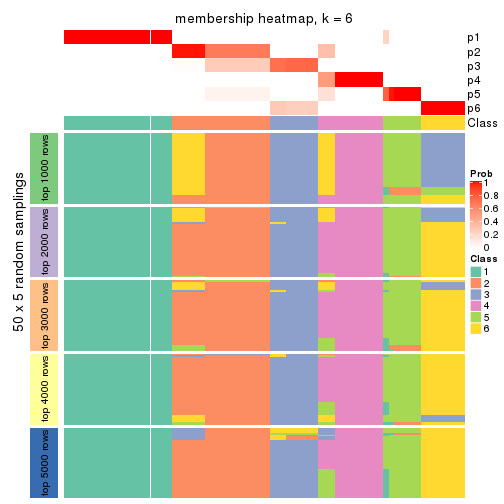 membership heatmap, k = 6
p1
p2
p3
p4
p5
p6
Class
50 x 5 random samplings
top 1000 rows
top 2000 rows
top 3000 rows
top 4000 rows
top 5000 rows
Prob
1
0.8
0.6
0.4
0.2
0
Class
1
2
3
4
5
6